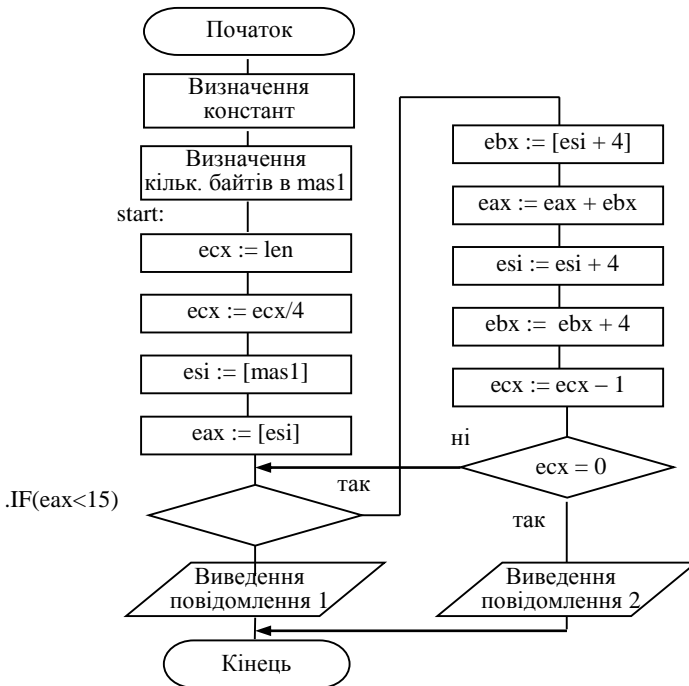 Початок
Визначення
констант
Визначення
кільк. байтів в mas1
start:
ecx := len
ecx := ecx/4
esi := [mas1]
eax := [esi]
.IF(eax<15)
так
Виведення
повідомлення 1
Кінець
ebx := [esi + 4]
eax := eax + ebx
esi := esi + 4
ebx := ebx + 4
ecx := ecx – 1
ні
ecx = 0
так
Виведення
повідомлення 2